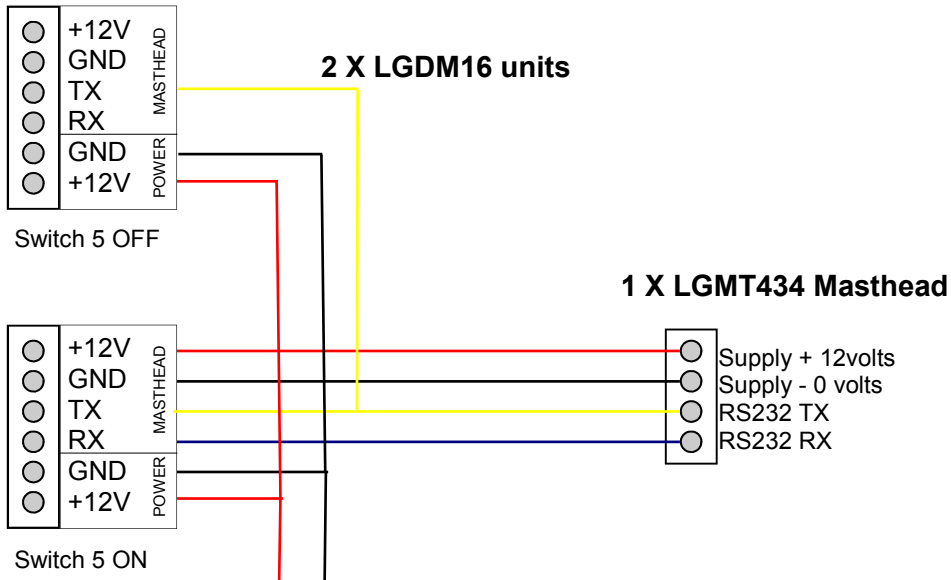 +12V
GND
TX
RX
MASTHEAD
GND
+12V
POWER
2 X LGDM16 units
Switch 5 OFF
1 X LGMT434 Masthead
+12V
GND
TX
RX
MASTHEAD
GND
+12V
POWER
Supply + 12volts
Supply - 0 volts
RS232 TX
RS232 RX
Switch 5 ON